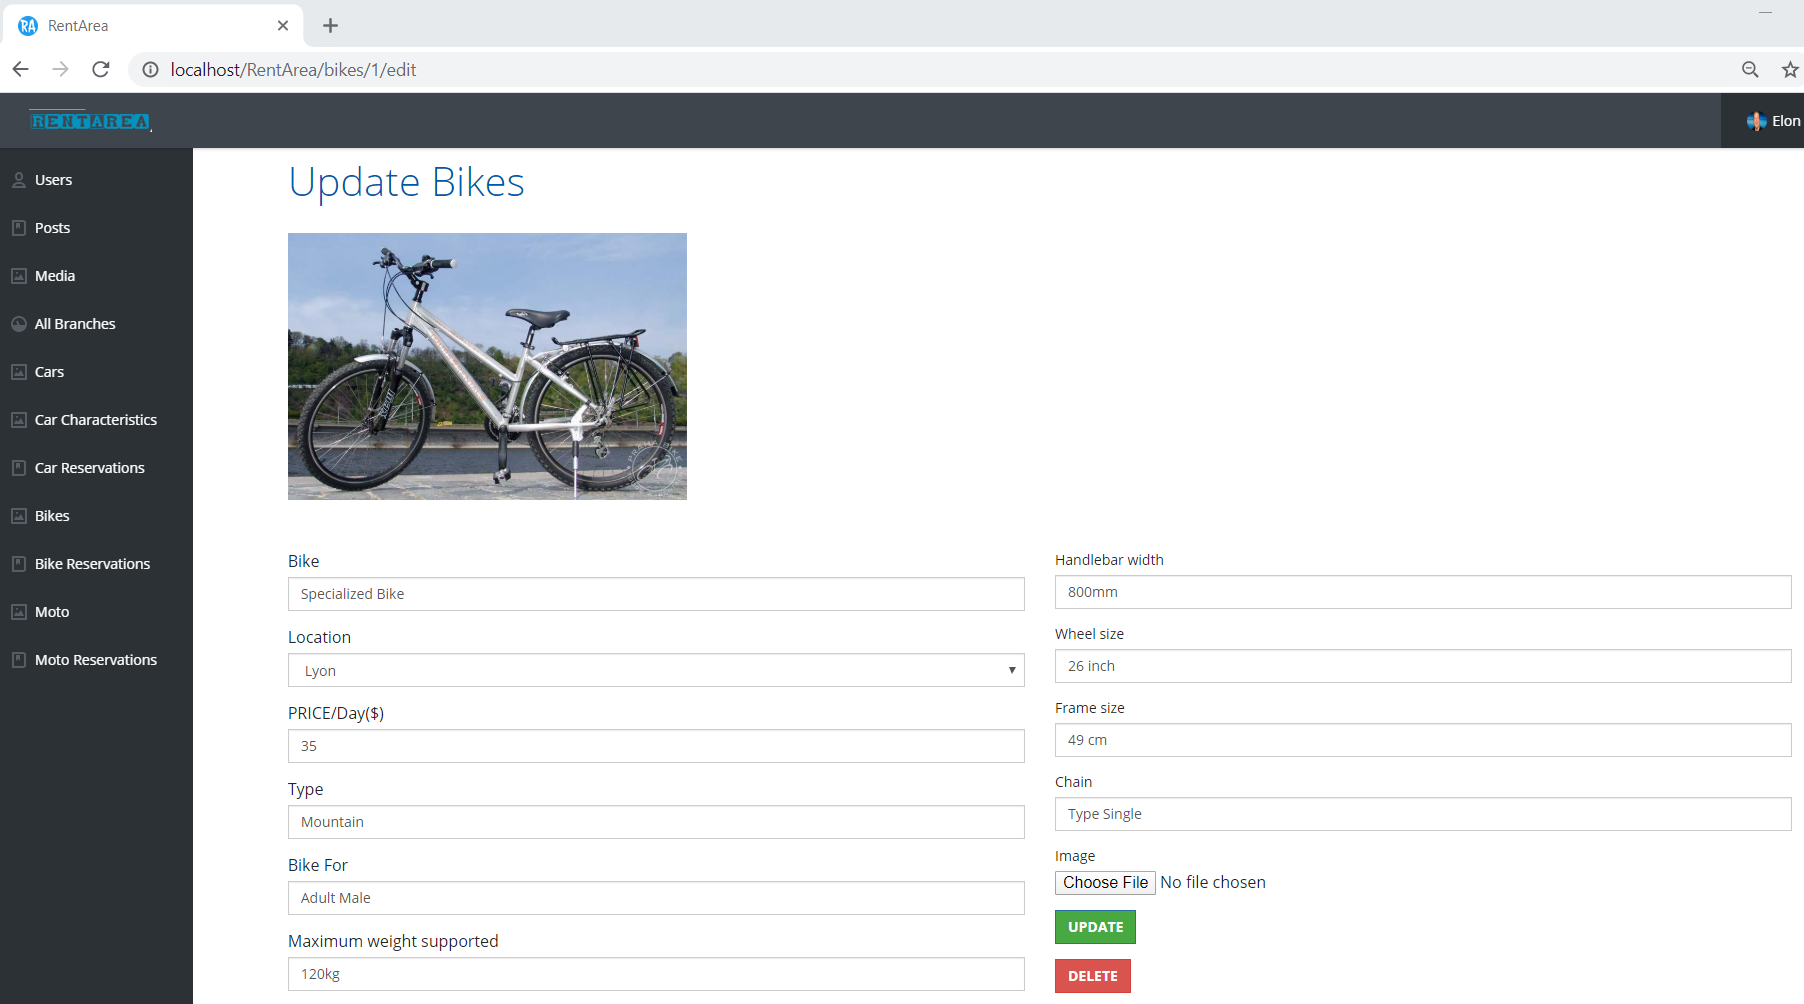 RA RentArea
localhost/RentArea/bikes/1/edit
RENTAREA
Elon
Users
Posts
Media
All Branches
Cars
Car Characteristics
Car Reservations
Bikes
Bike Reservations
Moto
Moto Reservations
Update Bikes
Bike
Specialized Bike
Location
Lyon
PRICE/Day($)
35
Type
Mountain
Bike For
Adult Male
Maximum weight supported
120kg
Handlebar width
800mm
Wheel size
26 inch
Frame size
49 cm
Chain
Type Single
Image
Choose File No file chosen
UPDATE
DELETE